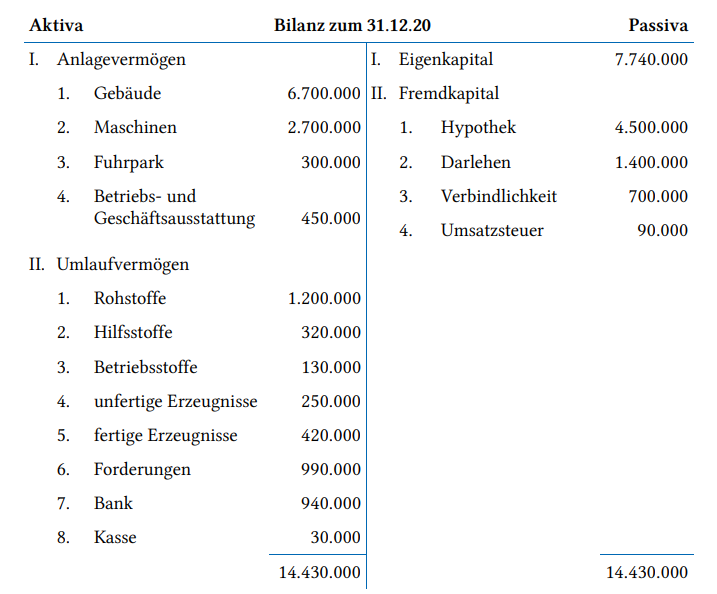 Aktiva Bilanz zum 31.12.20 Passiva
I. Anlagevermögen
1. Gebäude 6.700.000
2. Maschinen 2.700.000
3. Fuhrpark 300.000
4. Betriebs- und
Geschäftsausstattung 450.000
II. Umlaufvermögen
1. Rohstoffe 1.200.000
2. Hilfsstoffe 320.000
3. Betriebsstoffe 130.000
4. unfertige Erzeugnisse 250.000
5. fertige Erzeugnisse 420.000
6. Forderungen 990.000
7. Bank 940.000
8. Kasse 30.000
14.430.000
I. Eigenkapital 7.740.000
II. Fremdkapital
1. Hypothek 4.500.000
2. Darlehen 1.400.000
3. Verbindlichkeit 700.000
4. Umsatzsteuer 90.000
14.430.000